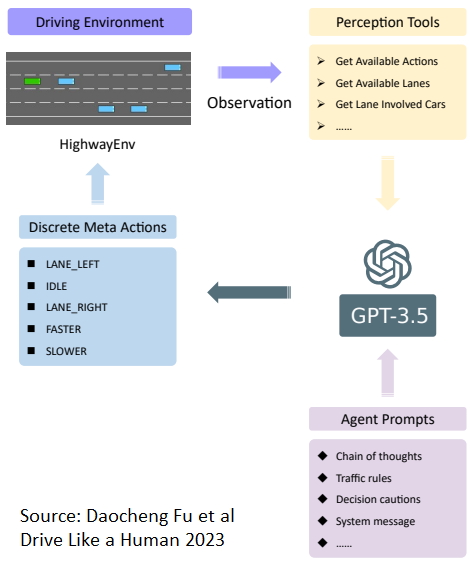 Driving Environment
HighwayEnv
Observation
Perception Tools
Get Available Actions
Get Available Lanes
Get Lane Involved Cars
......
Discrete Meta Actions
LANE_LEFT
IDLE
LANE_RIGHT
FASTER
SLOWER
GPT-3.5
Agent Prompts
Chain of thoughts
Traffic rules
Decision cautions
System message
......
Source: Daocheng Fu et al
Drive Like a Human 2023